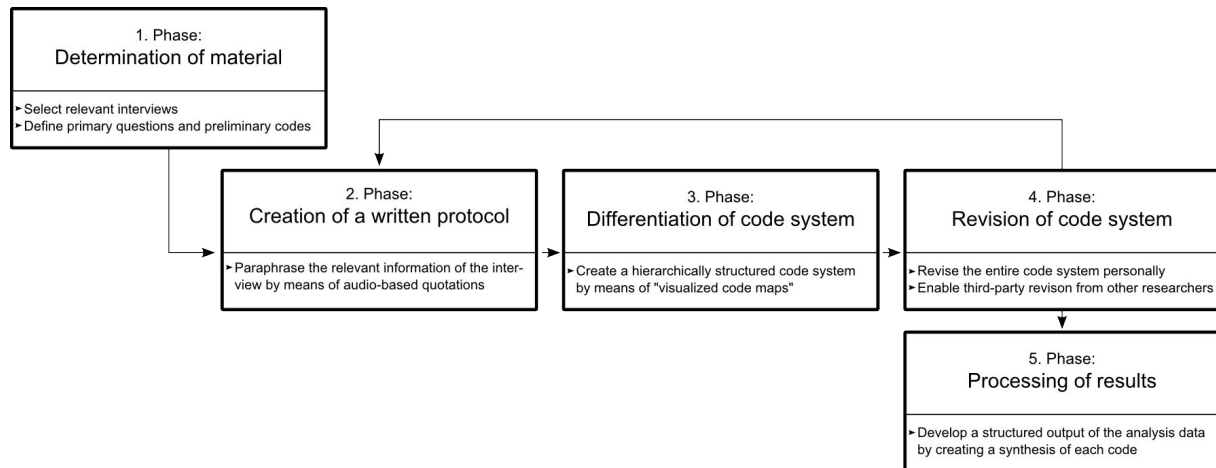 1. Phase:
Determination of material
➤Select relevant interviews
➤Define primary questions and preliminary codes
2. Phase:
Creation of a written protocol
➤Paraphrase the relevant information of the inter-
view by means of audio-based quotations
3. Phase:
Differentiation of code system
➤Create a hierarchically structured code system
by means of "visualized code maps"
4. Phase:
Revision of code system
➤Revise the entire code system personally
➤Enable third-party revison from other researchers
5. Phase:
Processing of results
➤Develop a structured output of the analysis data
by creating a synthesis of each code